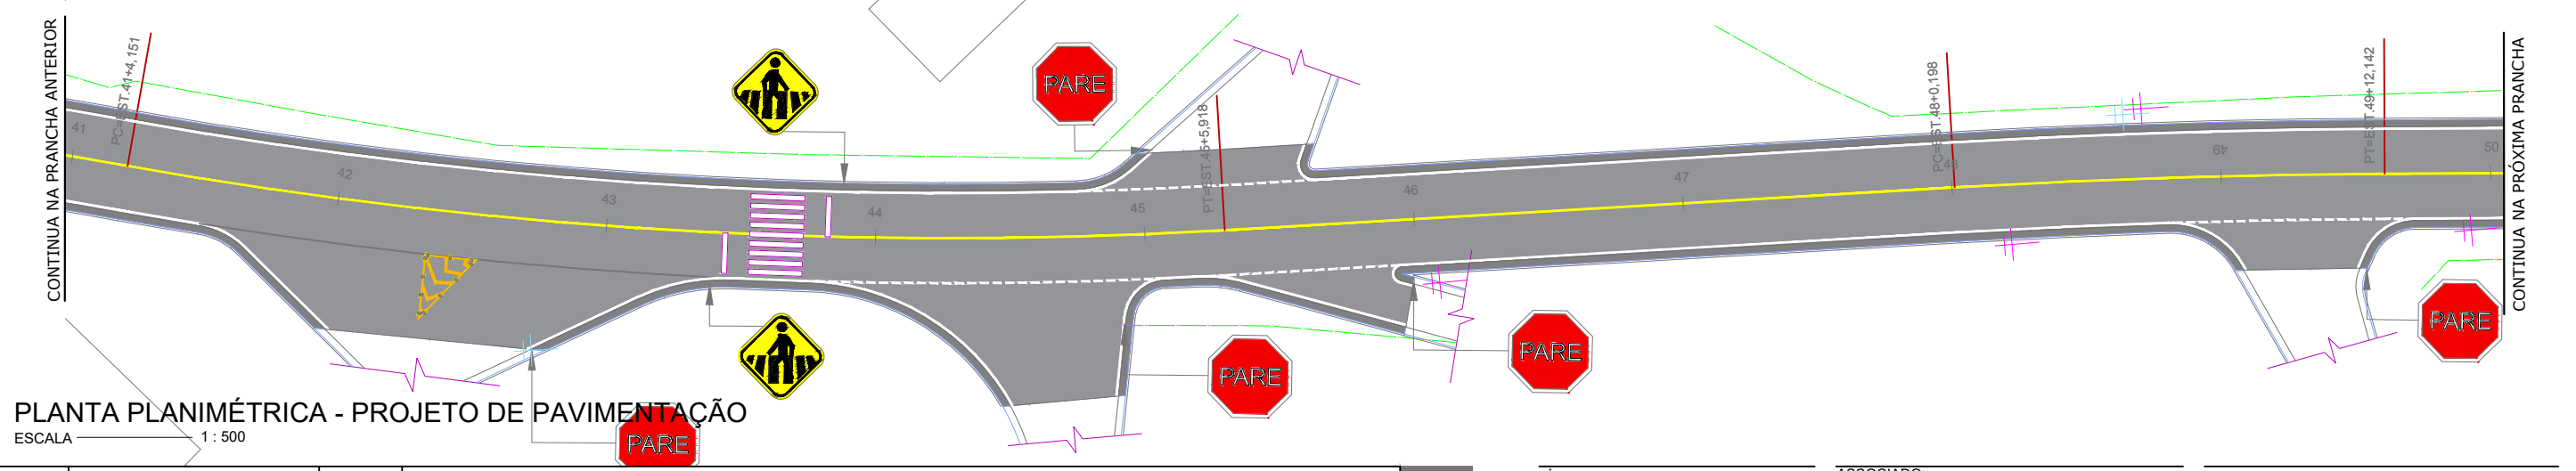 CONTINUA NA PRANCHA ANTERIOR
PC=EST.41+4,151
41
42
43
44
45
PT=EST.45+5,918
46
47
PC=EST.48+0,198
48
49
PT=EST.49+12,142
50
CONTINUA NA PRÓXIMA PRANCHA
PARE
PARE
PARE
PARE
PARE
PLANTA PLANIMÉTRICA - PROJETO DE PAVIMENTAÇÃO
ESCALA 1 : 500